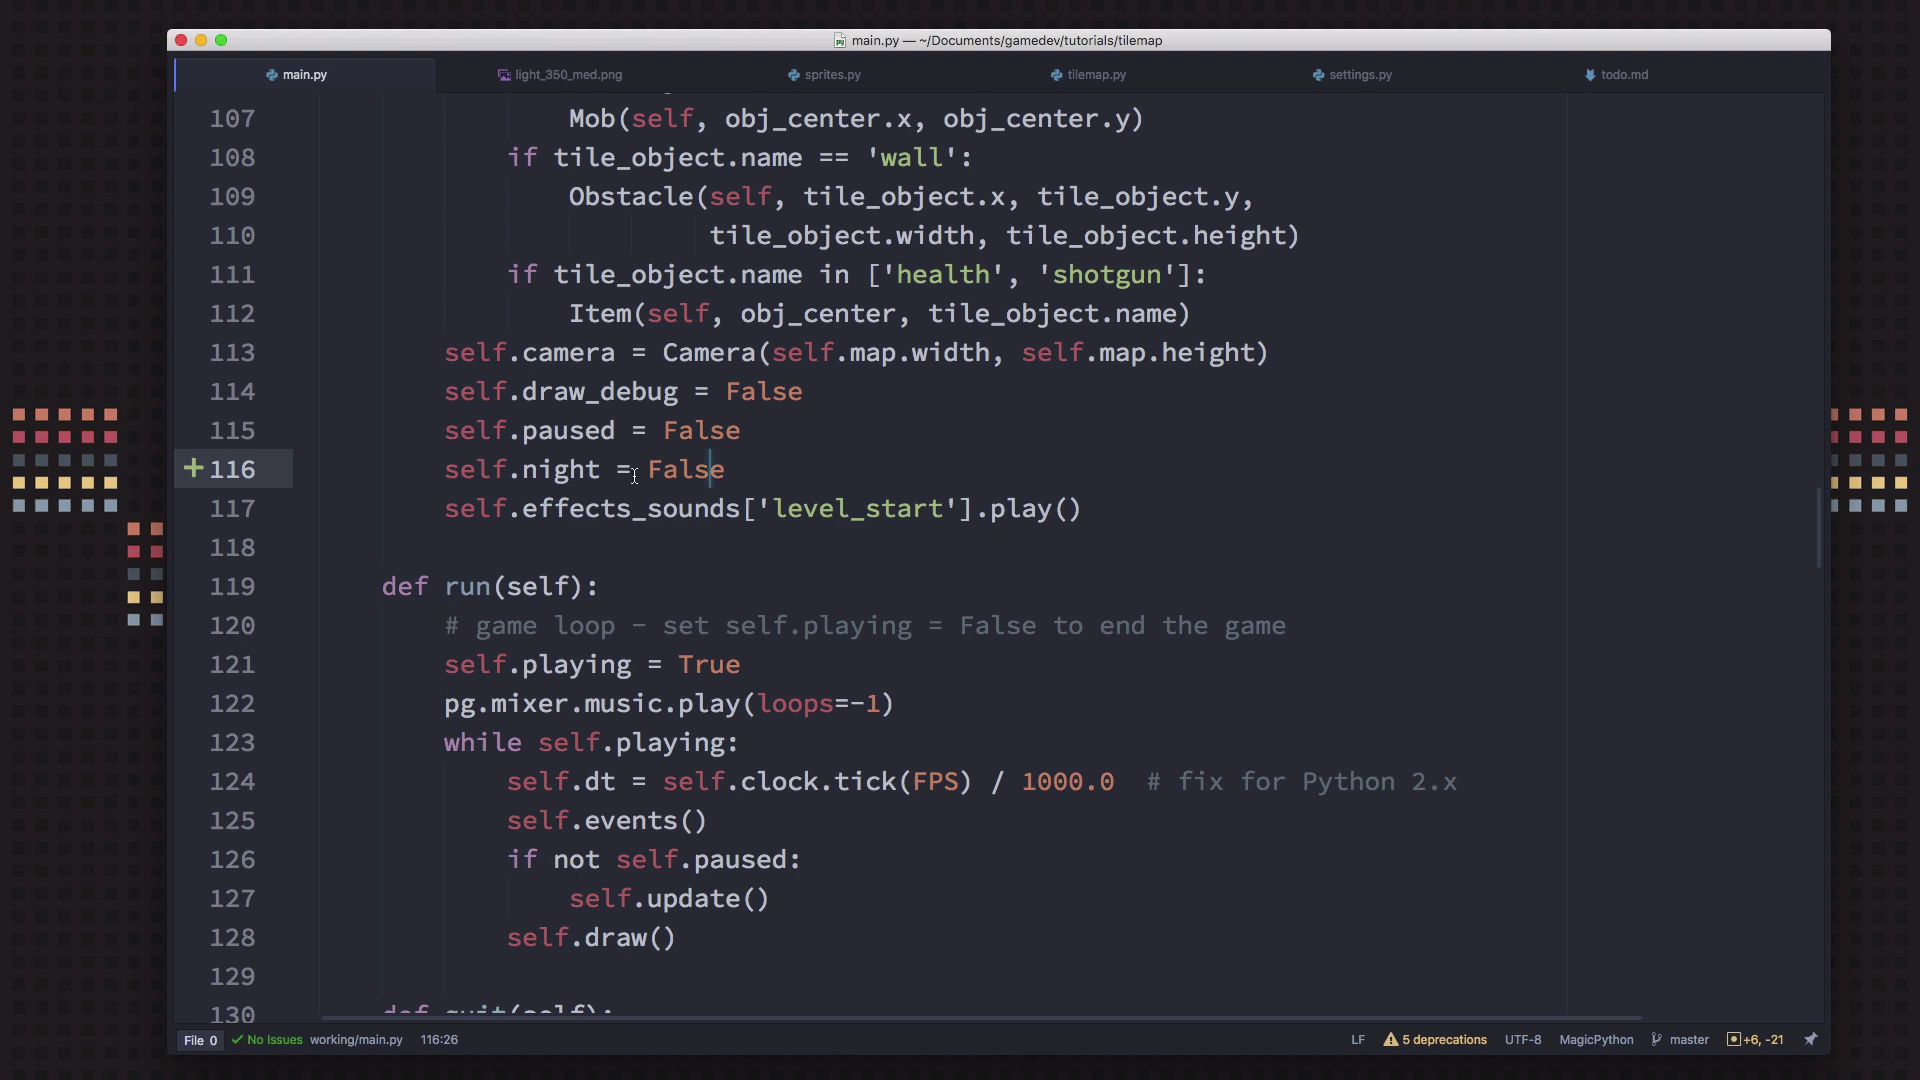 main.py — ~/Documents/gamedev/tutorials/tilemap
main.py light_350_med.png sprites.py tilemap.py settings.py todo.md
107 Mob(self, obj_center.x, obj_center.y)
108 if tile_object.name == 'wall':
109 Obstacle(self, tile_object.x, tile_object.y,
110 tile_object.width, tile_object.height)
111 if tile_object.name in ['health', 'shotgun']:
112 Item(self, obj_center, tile_object.name)
113 self.camera = Camera(self.map.width, self.map.height)
114 self.draw_debug = False
115 self.paused = False
116 self.night = False
117 self.effects_sounds['level_start'].play()
118
119 def run(self):
120 # game loop - set self.playing = False to end the game
121 self.playing = True
122 pg.mixer.music.play(loops=-1)
123 while self.playing:
124 self.dt = self.clock.tick(FPS) / 1000.0  # fix for Python 2.x
125 self.events()
126 if not self.paused:
127 self.update()
128 self.draw()
129
130 def quit(self):
File 0 No Issues working/main.py 116:26 LF 5 deprecations UTF-8 MagicPython master +6, -21